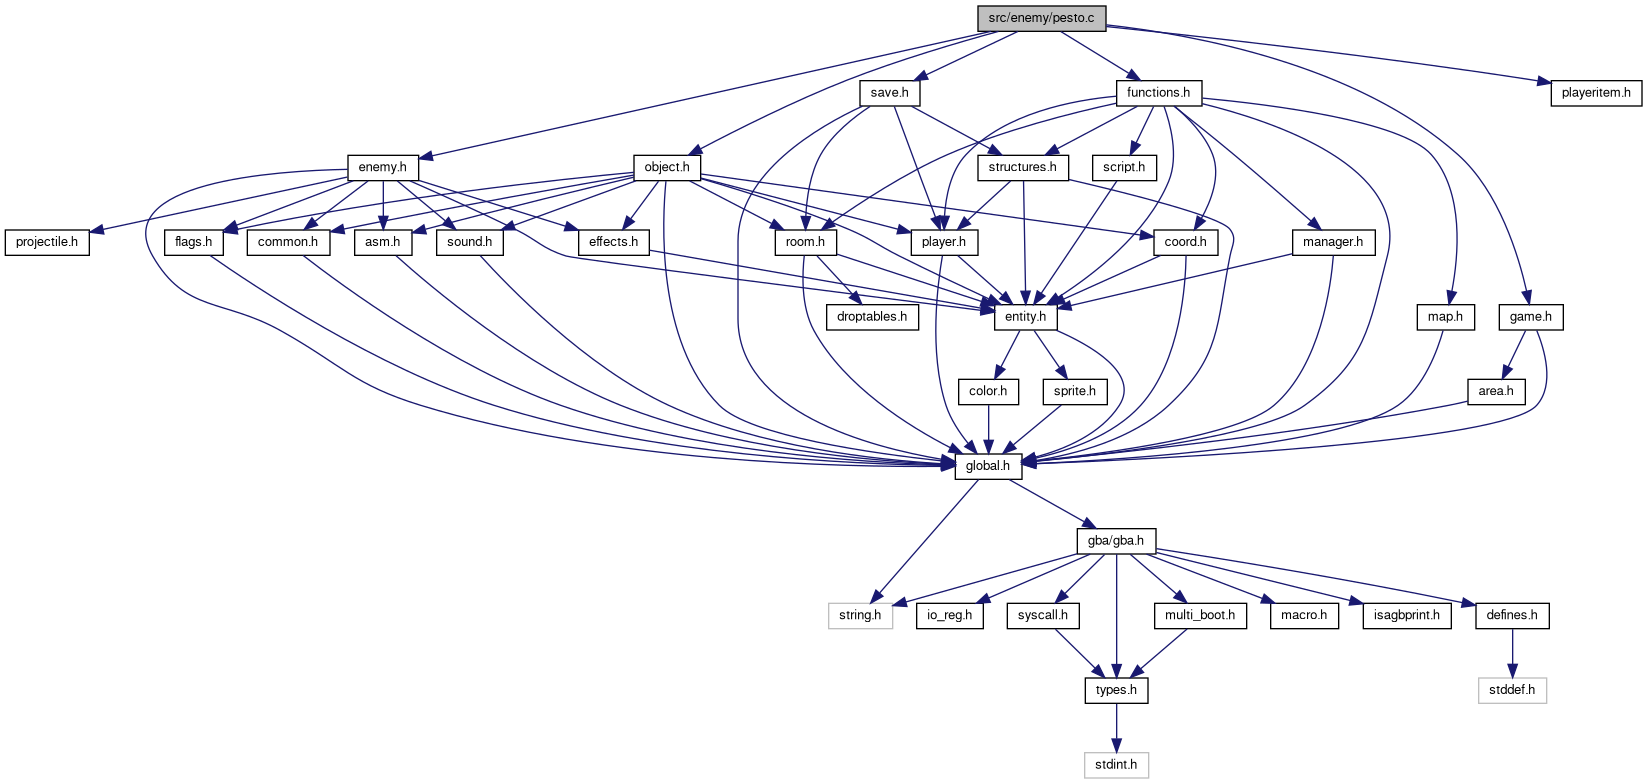 src/enemy/pesto.c
save.h
functions.h
playeritem.h
enemy.h
object.h
structures.h
script.h
projectile.h
flags.h
common.h
asm.h
sound.h
effects.h
room.h
player.h
coord.h
manager.h
droptables.h
entity.h
map.h
game.h
color.h
sprite.h
area.h
global.h
gba/gba.h
string.h
io_reg.h
syscall.h
multi_boot.h
macro.h
isagbprint.h
defines.h
types.h
stddef.h
stdint.h